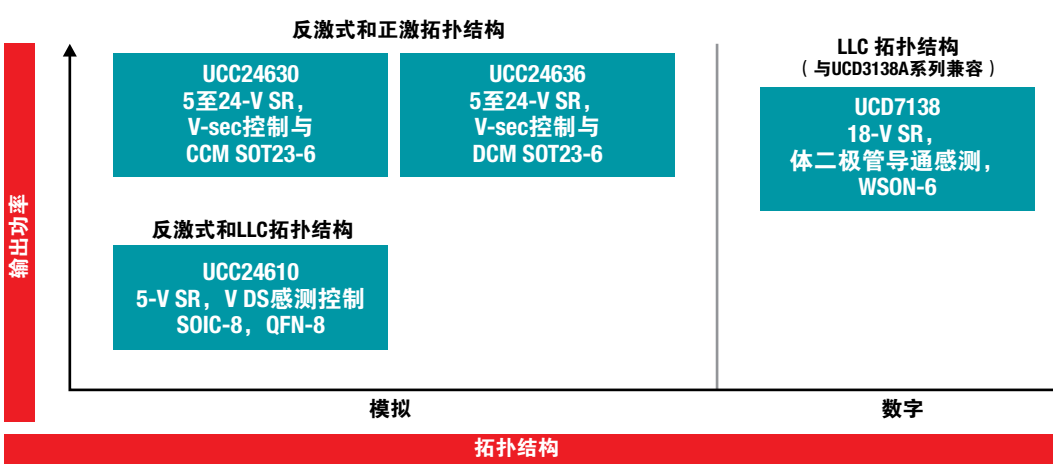 反激式和正激拓扑结构
UCC24630
5至24-V SR，
V-sec控制与
CCM SOT23-6
UCC24636
5至24-V SR，
V-sec控制与
DCM SOT23-6
LLC 拓扑结构
（与UCD3138A系列兼容）
UCD7138
18-V SR，
体二极管导通感测，
WSON-6
反激式和LLC拓扑结构
UCC24610
5-V SR，V DS感测控制
SOIC-8，QFN-8
输出功率
模拟
数字
拓扑结构